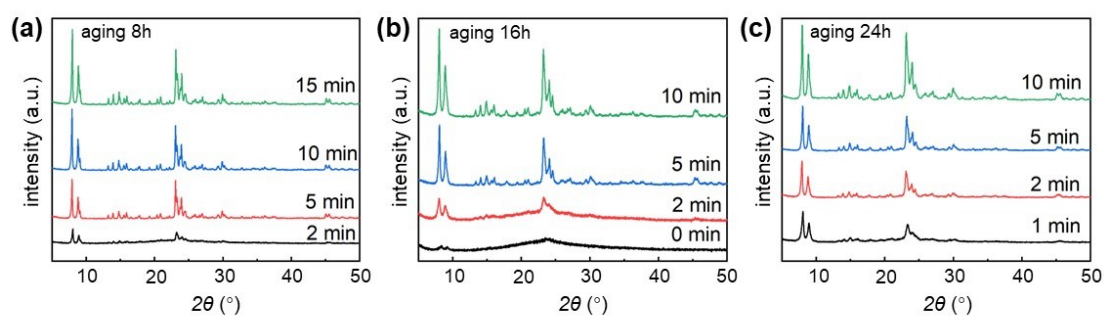 (a)
aging 8h
15 min
10 min
5 min
2 min
intensity (a.u.)
10 20 30 40 50
2θ (°)
(b)
aging 16h
10 min
5 min
2 min
0 min
intensity (a.u.)
10 20 30 40 50
2θ (°)
(c)
aging 24h
10 min
5 min
2 min
1 min
intensity (a.u.)
10 20 30 40 50
2θ (°)